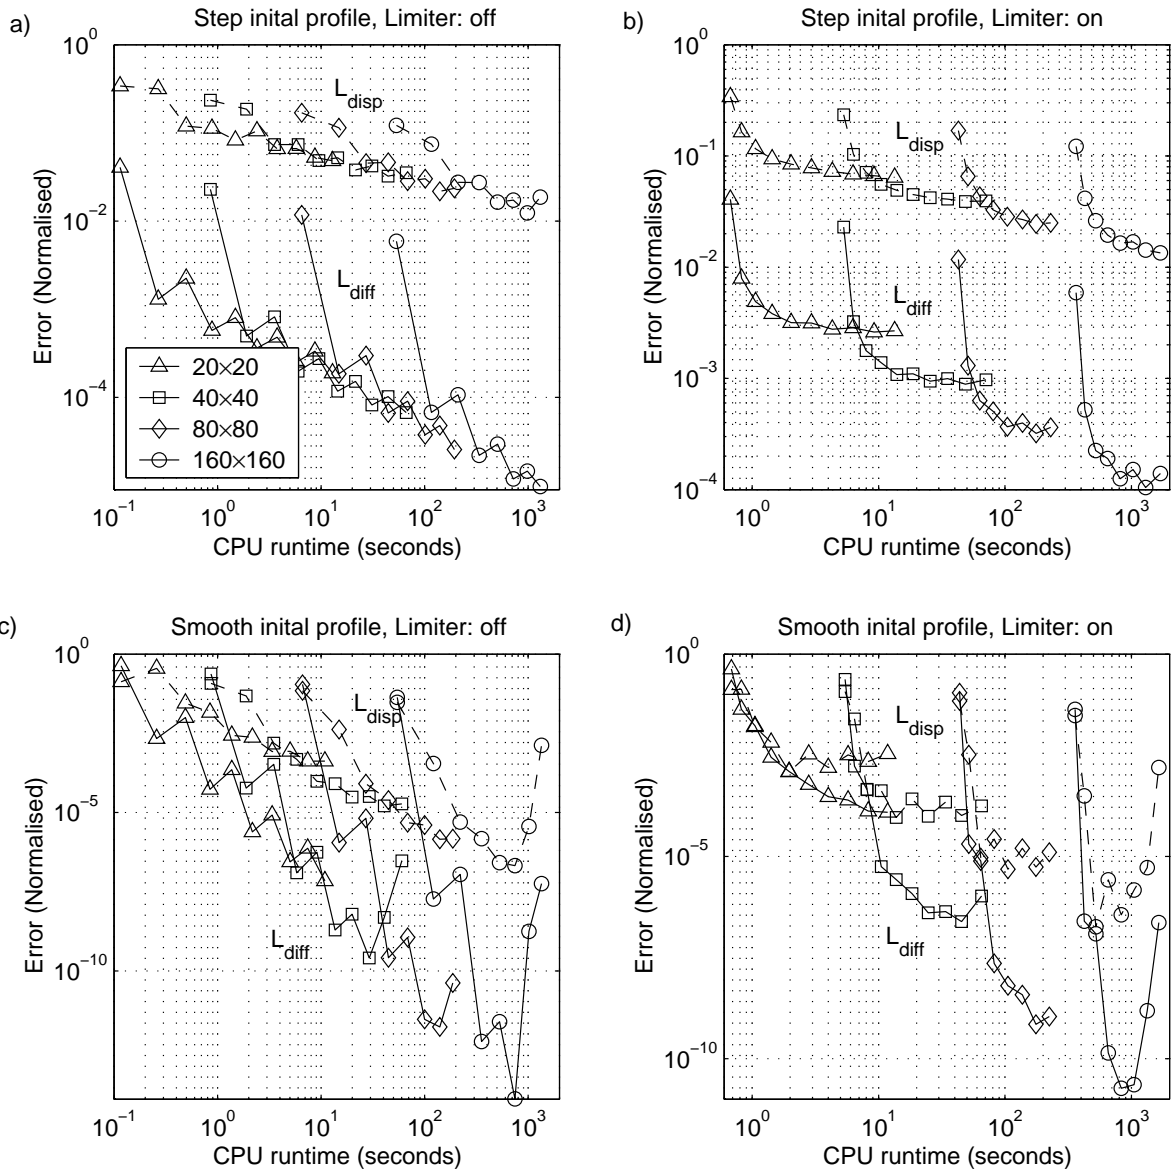 a)
Step inital profile, Limiter: off
10^0
10^-2
10^-4
Error (Normalised)
L_disp
L_diff
20×20
40×40
80×80
160×160
10^-1
10^0
10^1
10^2
10^3
CPU runtime (seconds)
b)
Step inital profile, Limiter: on
10^0
10^-1
10^-2
10^-3
10^-4
Error (Normalised)
L_disp
L_diff
10^0
10^1
10^2
10^3
CPU runtime (seconds)
c)
Smooth inital profile, Limiter: off
10^0
10^-5
10^-10
Error (Normalised)
L_disp
L_diff
10^-1
10^0
10^1
10^2
10^3
CPU runtime (seconds)
d)
Smooth inital profile, Limiter: on
10^0
10^-5
10^-10
Error (Normalised)
L_disp
L_diff
10^0
10^1
10^2
10^3
CPU runtime (seconds)